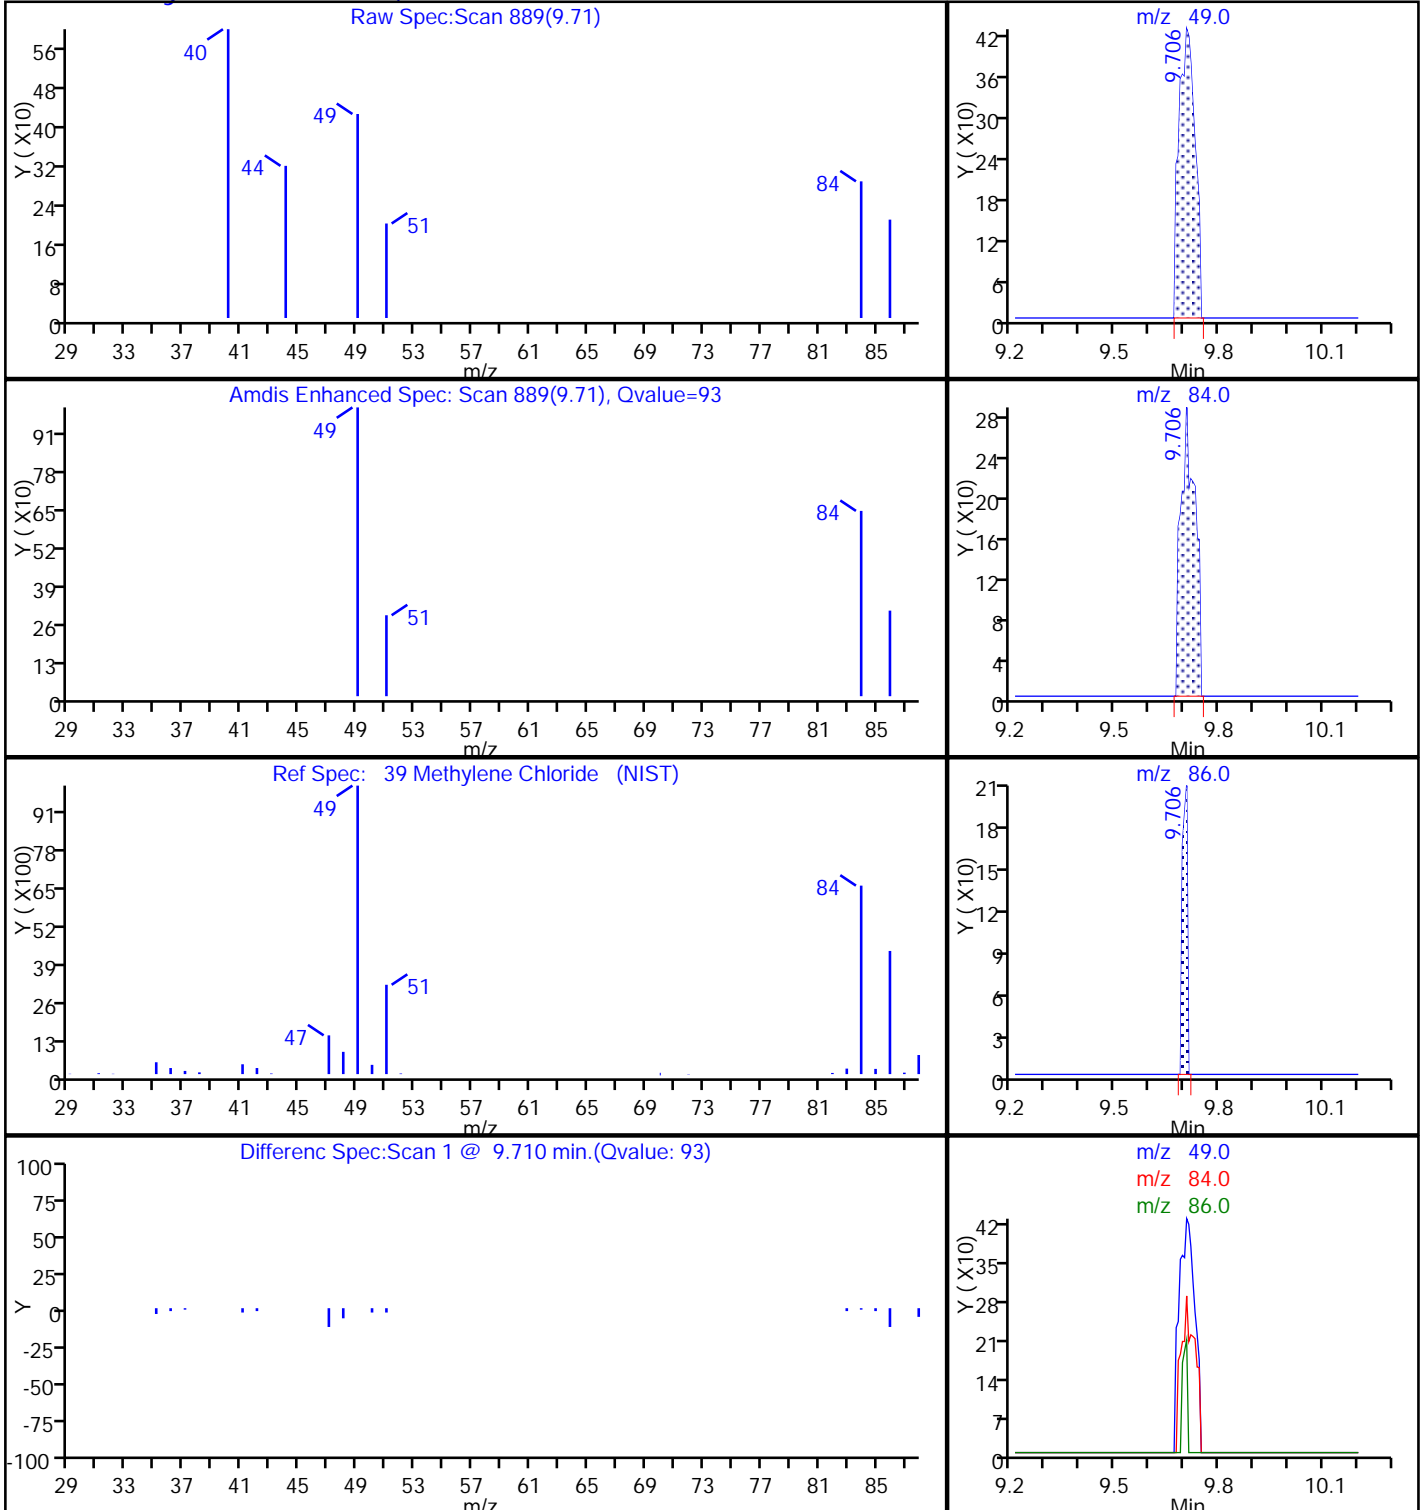 Raw Spec:Scan 889(9.71)
Y ( X10)
56
48
40
32
24
16
8
0
40
44
49
51
84
29 33 37 41 45 49 53 57 61 65 69 73 77 81 85
m/z
m/z 49.0
Y ( X10)
42
36
30
24
18
12
6
0
9.706
9.2 9.5 9.8 10.1
Min
Amdis Enhanced Spec: Scan 889(9.71), Qvalue=93
Y ( X10)
91
78
65
52
39
26
13
0
49
51
84
29 33 37 41 45 49 53 57 61 65 69 73 77 81 85
m/z
m/z 84.0
Y ( X10)
28
24
20
16
12
8
4
0
9.706
9.2 9.5 9.8 10.1
Min
Ref Spec: 39 Methylene Chloride (NIST)
Y ( X100)
91
78
65
52
39
26
13
0
47
49
51
84
29 33 37 41 45 49 53 57 61 65 69 73 77 81 85
m/z
m/z 86.0
Y ( X10)
21
18
15
12
9
6
3
0
9.706
9.2 9.5 9.8 10.1
Min
Differenc Spec:Scan 1 @ 9.710 min.(Qvalue: 93)
Y
100
75
50
25
0
-25
-50
-75
-100
29 33 37 41 45 49 53 57 61 65 69 73 77 81 85
m/z
m/z 49.0
m/z 84.0
m/z 86.0
Y ( X10)
42
35
28
21
14
7
0
9.2 9.5 9.8 10.1
Min